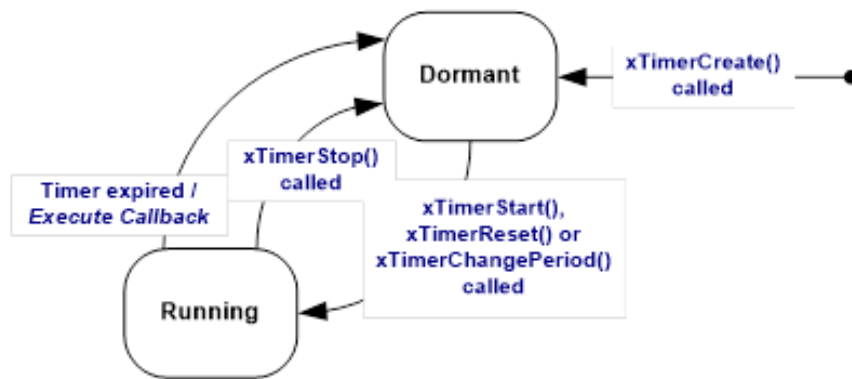 Dormant
xTimerCreate()
called
xTimerStop()
called
Timer expired /
Execute Callback
xTimerStart(),
xTimerReset() or
xTimerChangePeriod()
called
Running